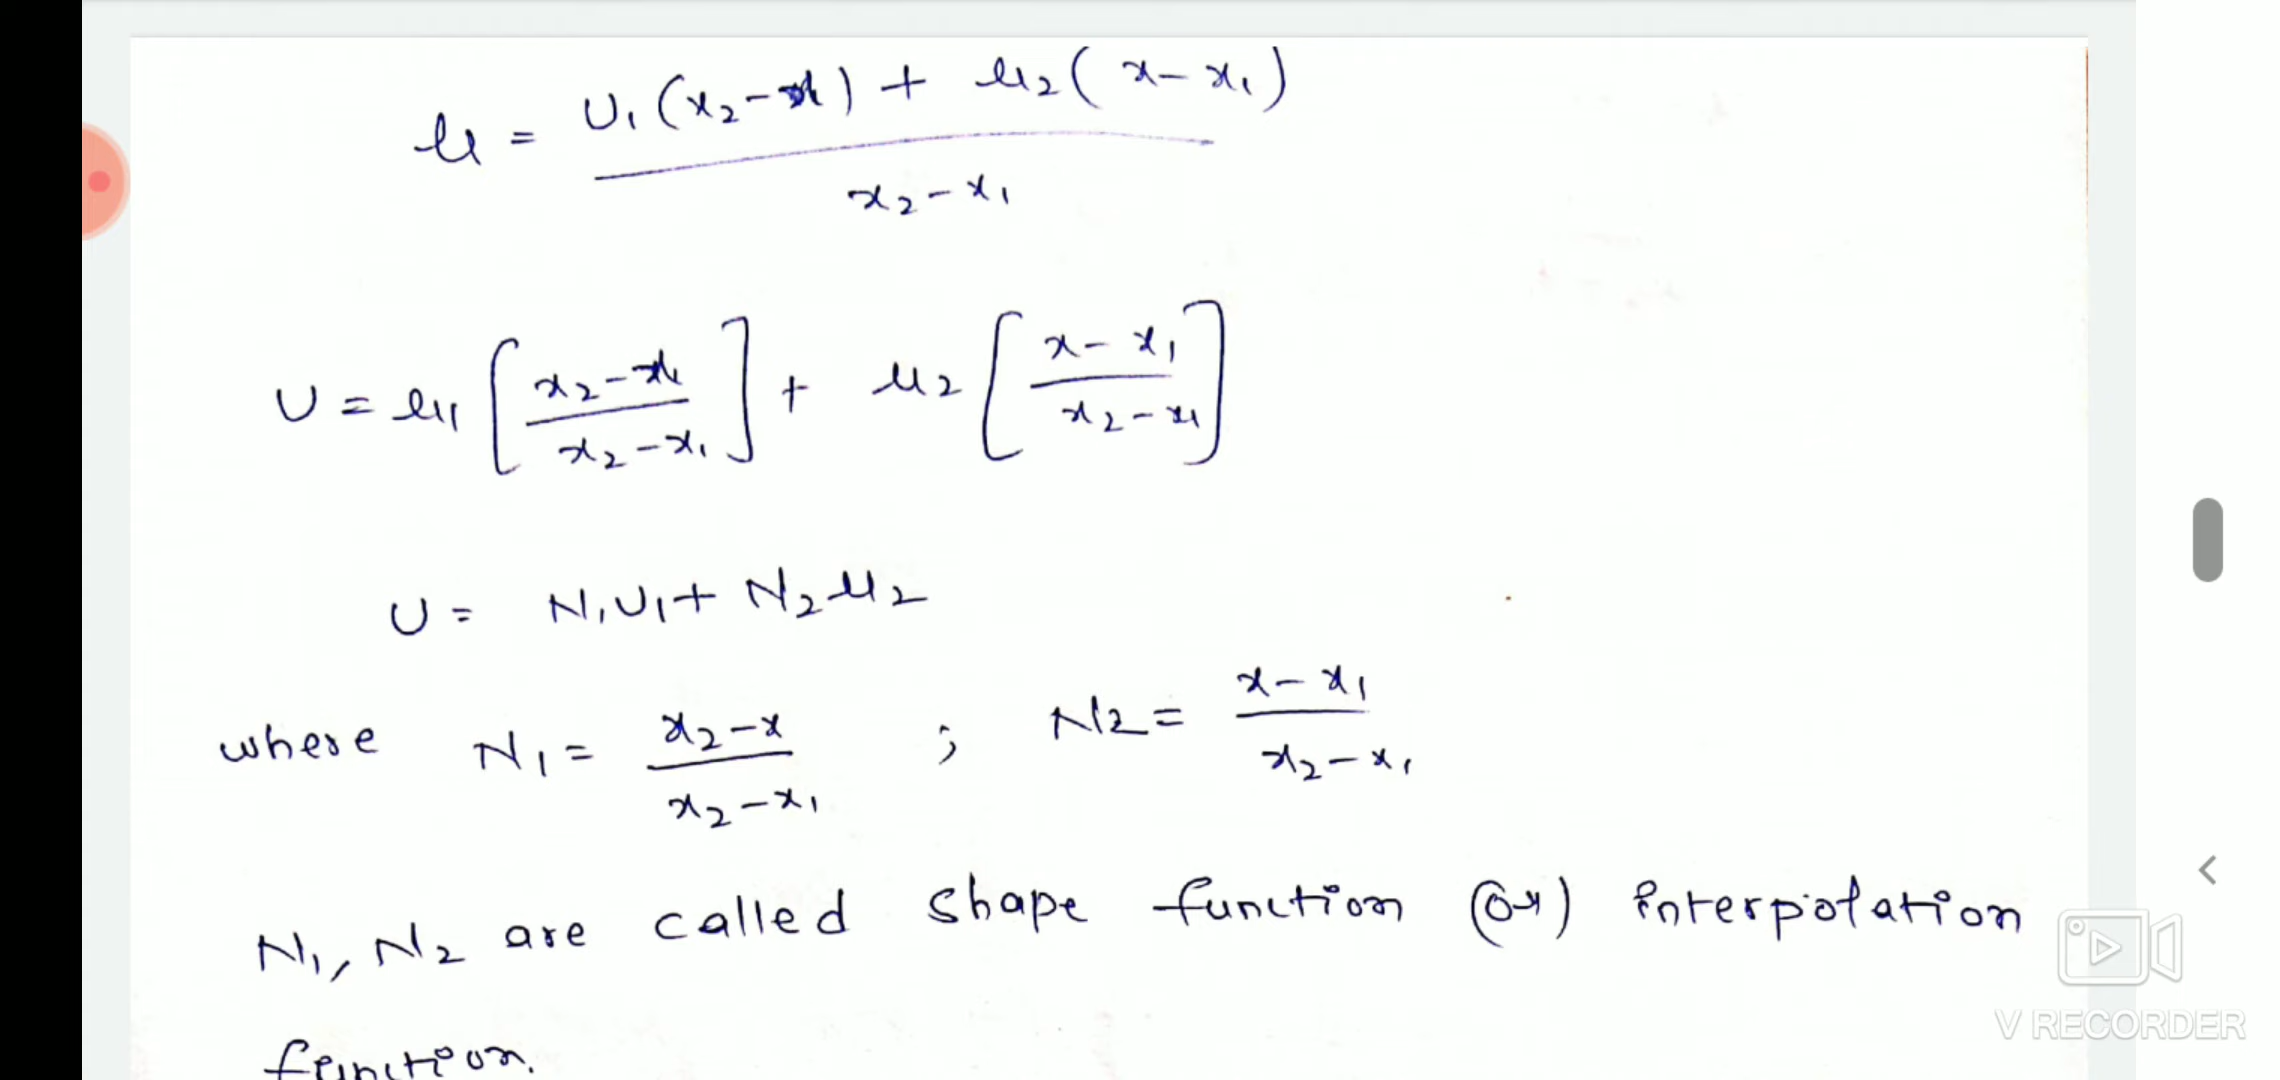 u = U₁(x₂-x) + u₂(x-x₁) / x₂-x₁
U = u₁ [x₂-x / x₂-x₁] + u₂ [x-x₁ / x₂-x₁]
U = N₁U₁ + N₂u₂
where N₁ = x₂-x / x₂-x₁ ; N₂ = x-x₁ / x₂-x₁
N₁, N₂ are called shape function (or) interpolation
function.
V RECORDER